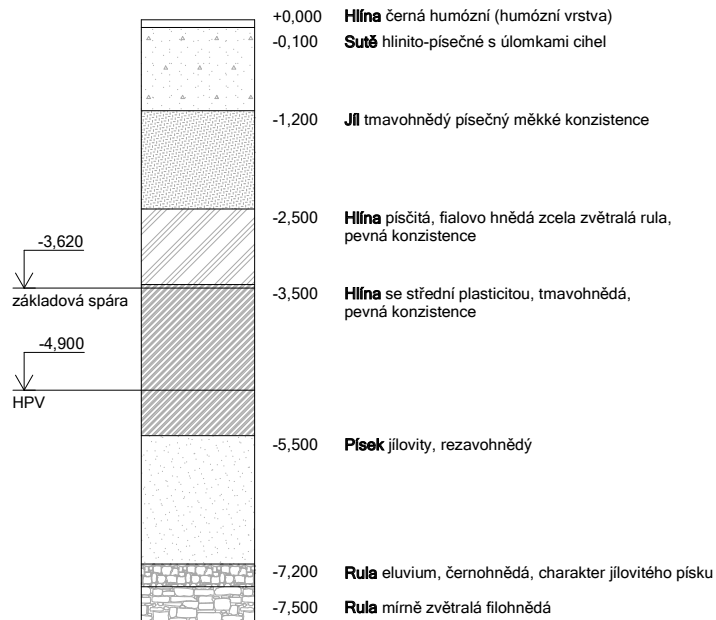 +0,000 Hlína černá humózní (humózní vrstva)
-0,100 Sutě hlinito-písečné s úlomkami cihel
-1,200 Jíl tmavohnědý písečný měkké konzistence
-2,500 Hlína písčitá, fialovo hnědá zcela zvětralá rula,
pevná konzistence
-3,620
základová spára
-3,500 Hlína se střední plasticitou, tmavohnědá,
pevná konzistence
-4,900
HPV
-5,500 Písek jílovity, rezavohnědý
-7,200 Rula eluvium, černohnědá, charakter jílovitého písku
-7,500 Rula mírně zvětralá filohnědá